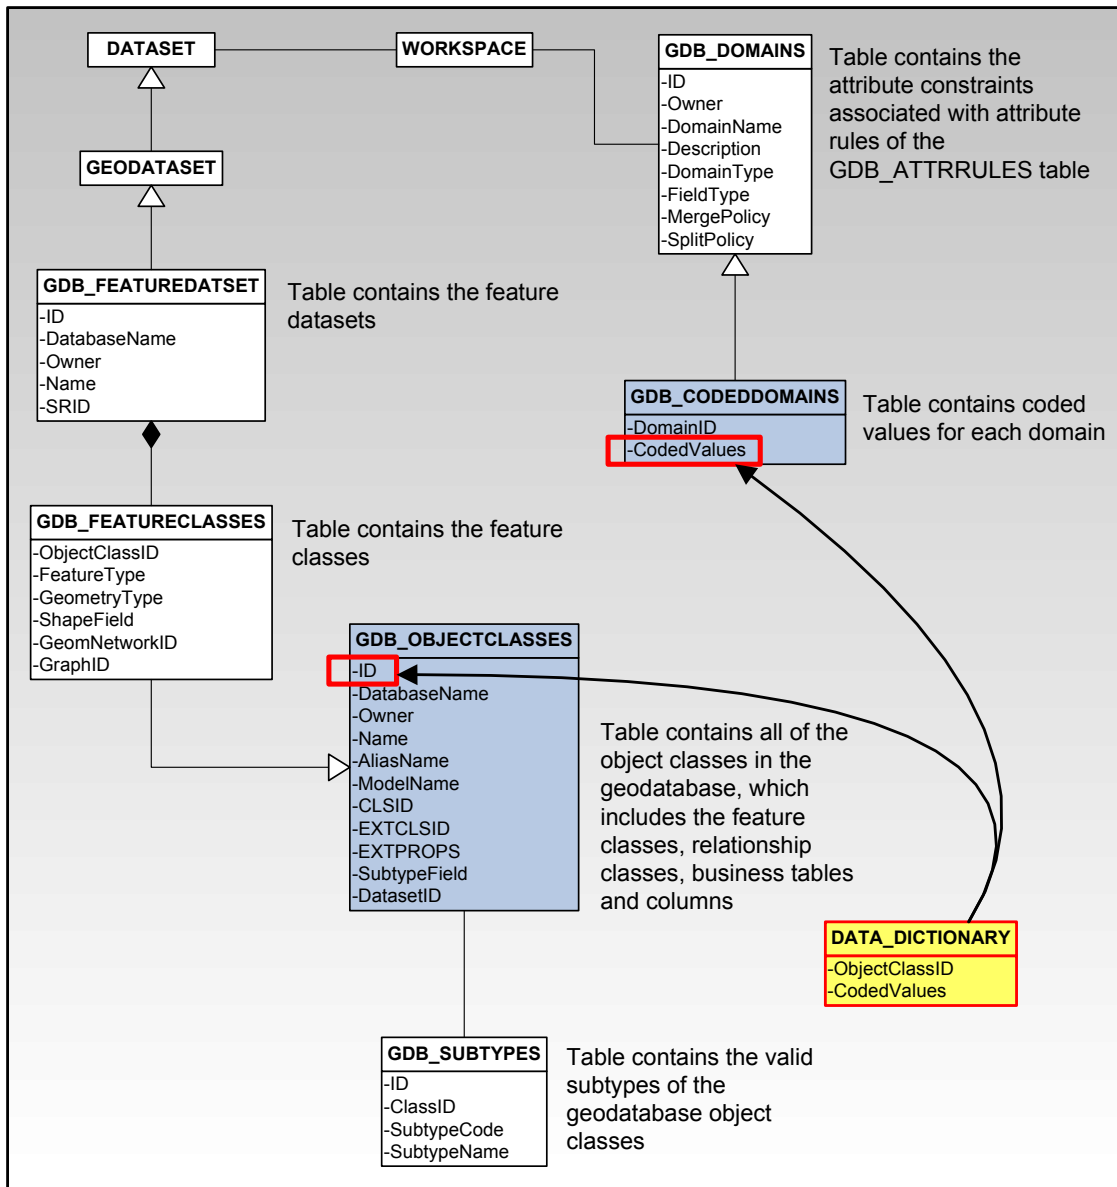 DATASET
WORKSPACE
GDB_DOMAINS
-ID
-Owner
-DomainName
-Description
-DomainType
-FieldType
-MergePolicy
-SplitPolicy
Table contains the
attribute constraints
associated with attribute
rules of the
GDB_ATTRRULES table
GEODATASET
GDB_FEATUREDATSET
-ID
-DatabaseName
-Owner
-Name
-SRID
Table contains the feature
datasets
GDB_CODEDDOMAINS
-DomainID
-CodedValues
Table contains coded
values for each domain
GDB_FEATURECLASSES
-ObjectClassID
-FeatureType
-GeometryType
-ShapeField
-GeomNetworkID
-GraphID
Table contains the feature
classes
GDB_OBJECTCLASSES
-ID
-DatabaseName
-Owner
-Name
-AliasName
-ModelName
-CLSID
-EXTCLSID
-EXTPROPS
-SubtypeField
-DatasetID
Table contains all of the
object classes in the
geodatabase, which
includes the feature
classes, relationship
classes, business tables
and columns
DATA_DICTIONARY
-ObjectClassID
-CodedValues
GDB_SUBTYPES
-ID
-ClassID
-SubtypeCode
-SubtypeName
Table contains the valid
subtypes of the
geodatabase object
classes